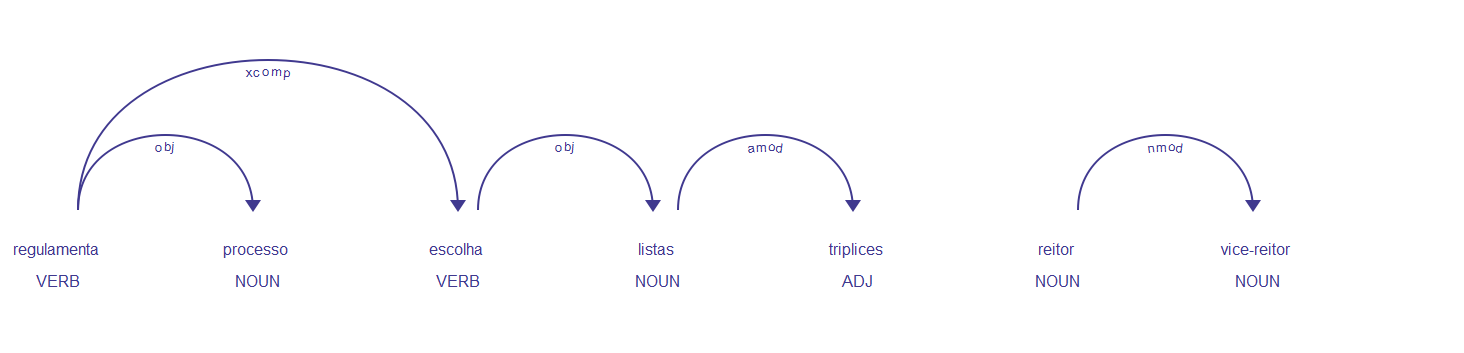 xcomp
obj obj amod nmod
regulamenta processo escolha listas triplices reitor vice-reitor
VERB NOUN VERB NOUN ADJ NOUN NOUN